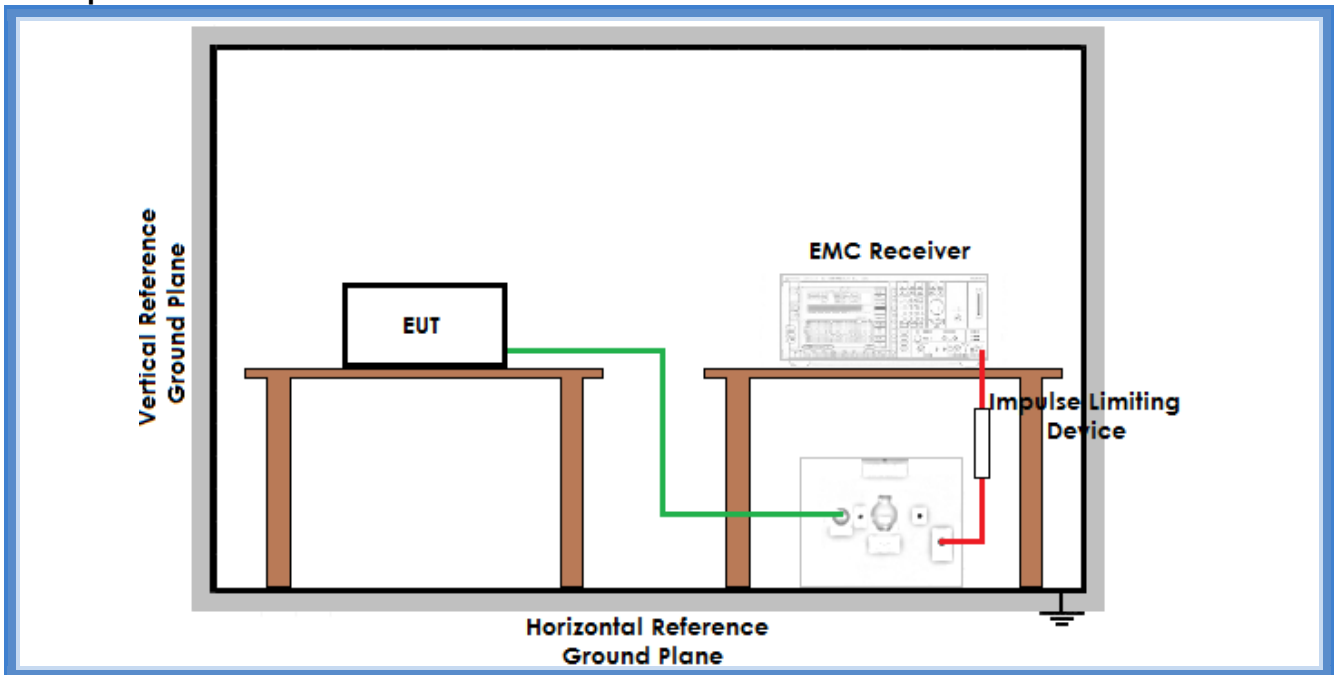 Vertical Reference
Ground Plane
EUT
EMC Receiver
Impulse Limiting
Device
Horizontal Reference
Ground Plane